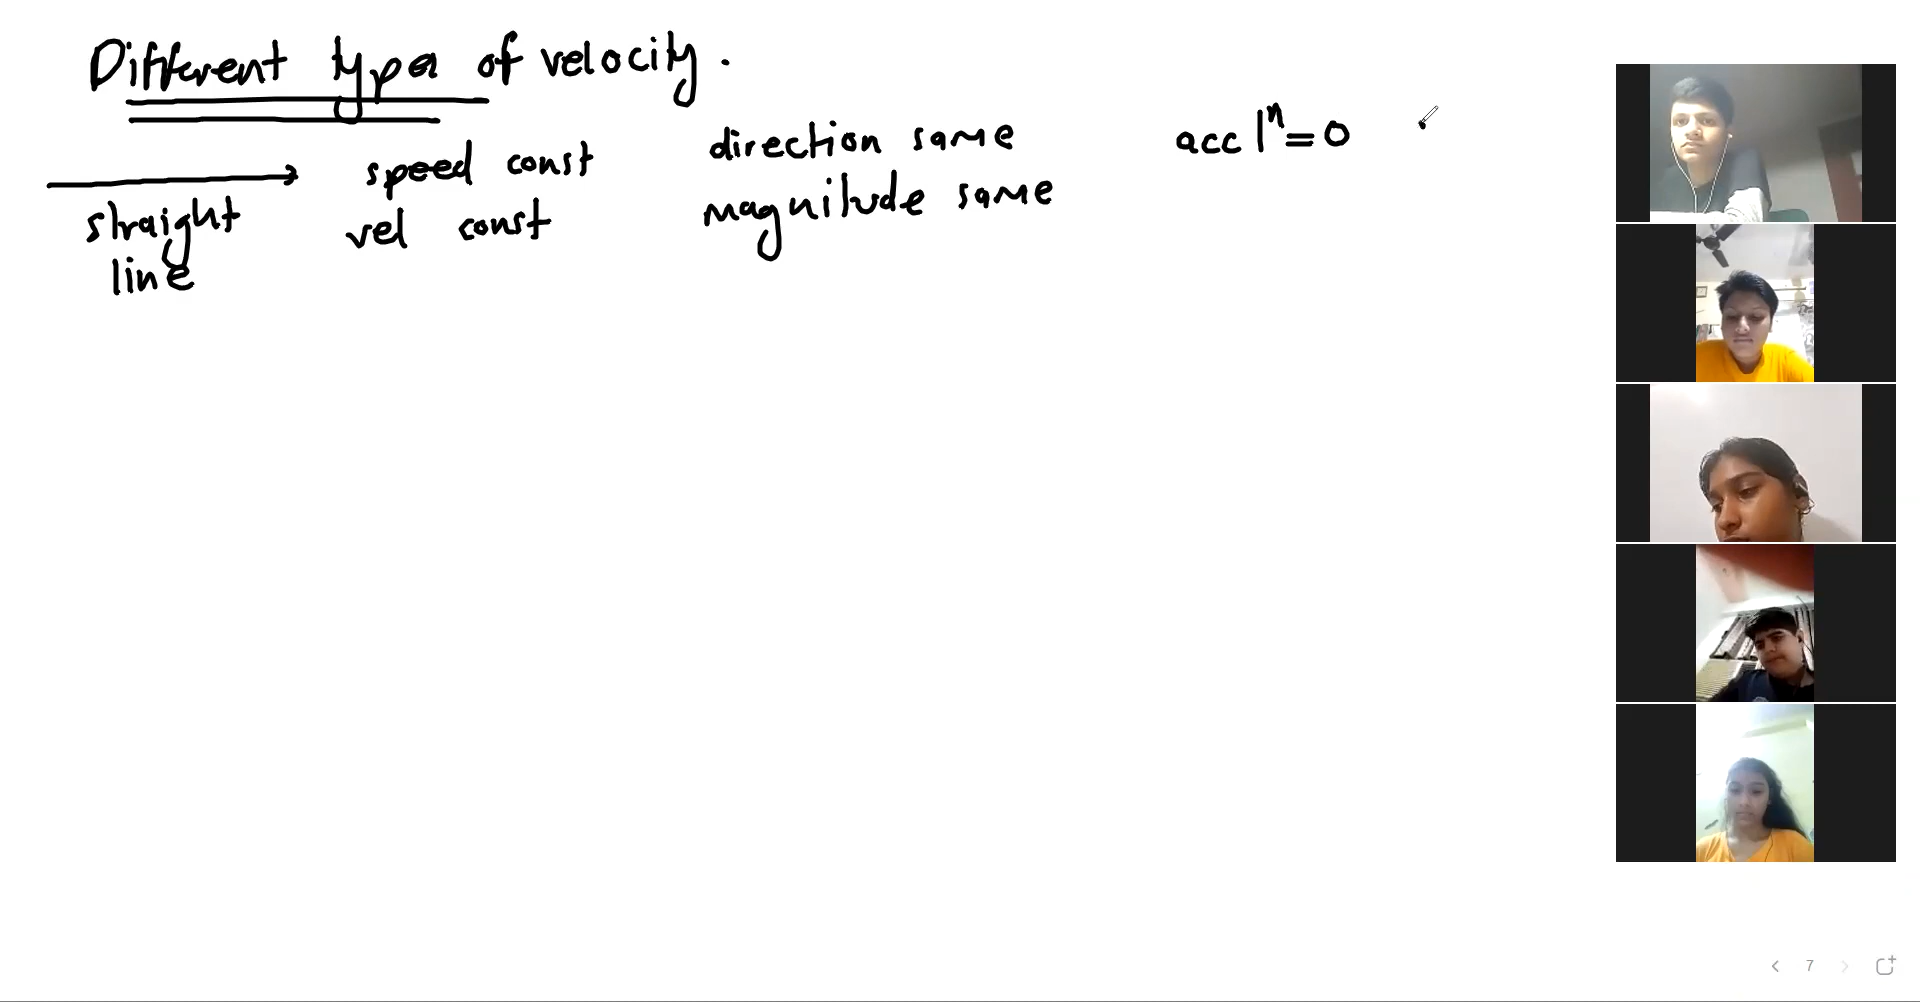 Different types of velocity.
straight
line
speed const
vel const
direction same
magnitude same
acclⁿ=0
7